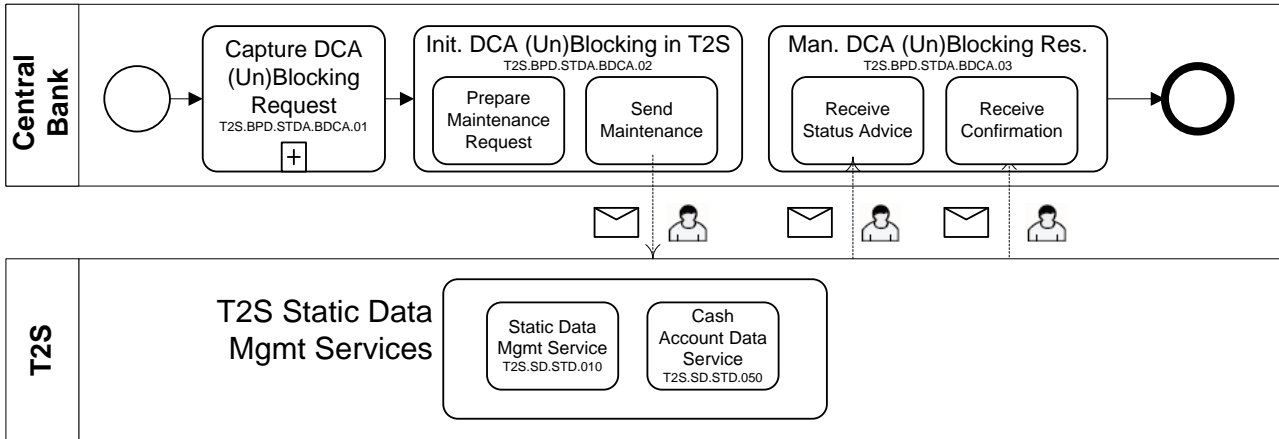 Central
Bank
Capture DCA
(Un)Blocking
Request
T2S.BPD.STDA.BDCA.01
Init. DCA (Un)Blocking in T2S
T2S.BPD.STDA.BDCA.02
Prepare
Maintenance
Request
Send
Maintenance
Man. DCA (Un)Blocking Res.
T2S.BPD.STDA.BDCA.03
Receive
Status Advice
Receive
Confirmation
T2S
T2S Static Data
Mgmt Services
Static Data
Mgmt Service
T2S.SD.STD.010
Cash
Account Data
Service
T2S.SD.STD.050